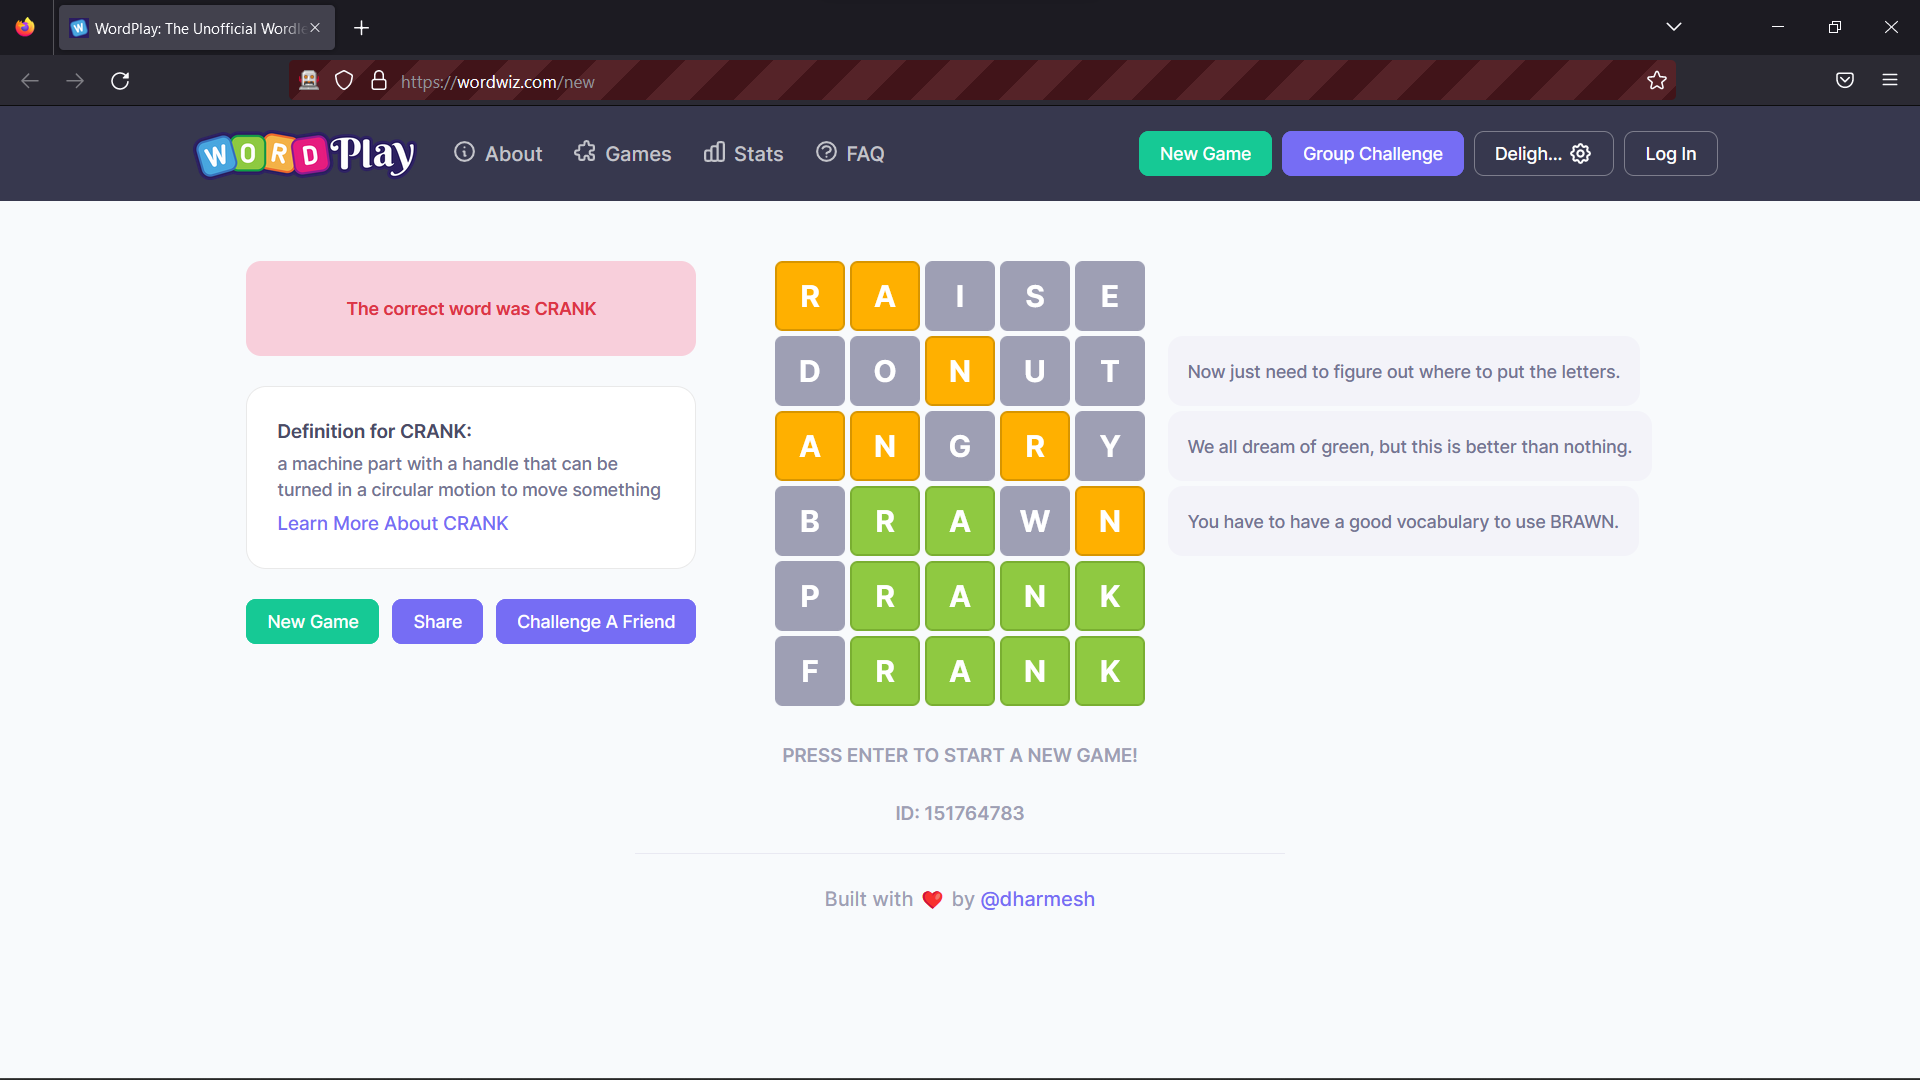 WordPlay: The Unofficial Wordle
https://wordwiz.com/new
WORD Play
About
Games
Stats
FAQ
New Game
Group Challenge
Deligh...
Log In
The correct word was CRANK
Definition for CRANK:
a machine part with a handle that can be
turned in a circular motion to move something
Learn More About CRANK
New Game
Share
Challenge A Friend
R A I S E
D O N U T
Now just need to figure out where to put the letters.
A N G R Y
We all dream of green, but this is better than nothing.
B R A W N
You have to have a good vocabulary to use BRAWN.
P R A N K
F R A N K
PRESS ENTER TO START A NEW GAME!
ID: 151764783
Built with ❤️ by @dharmesh